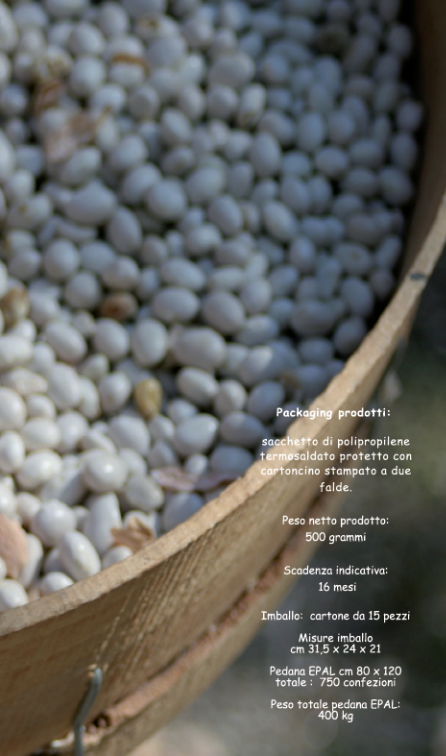 Packaging prodotti:
sacchetto di polipropilene
termosaldato protetto con
cartoncino stampato a due
falde.
Peso netto prodotto:
500 grammi
Scadenza indicativa:
16 mesi
Imballo: cartone da 15 pezzi
Misure imballo
cm 31,5 x 24 x 21
Pedana EPAL cm 80 x 120
totale : 750 confezioni
Peso totale pedana EPAL:
400 kg